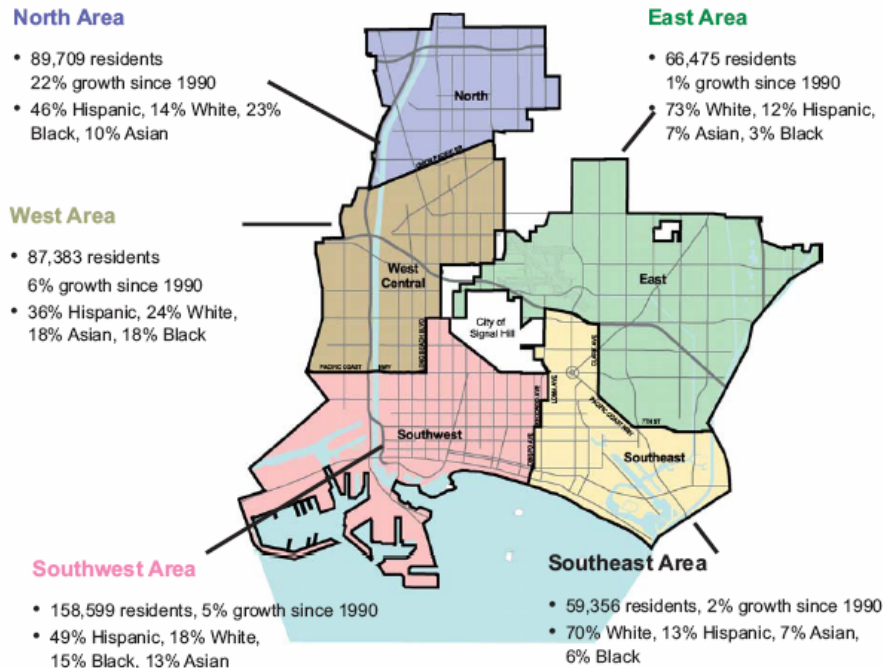 North Area
• 89,709 residents
22% growth since 1990
• 46% Hispanic, 14% White, 23%
Black, 10% Asian
East Area
• 66,475 residents
1% growth since 1990
• 73% White, 12% Hispanic,
7% Asian, 3% Black
North
West Area
• 87,383 residents
6% growth since 1990
• 36% Hispanic, 24% White,
18% Asian, 18% Black
West
Central
East
City of
Signal Hill
PACIFIC COAST HWY
PACIFIC COAST HWY
7TH ST
Southwest
Southeast
Southwest Area
• 158,599 residents, 5% growth since 1990
• 49% Hispanic, 18% White,
15% Black, 13% Asian
Southeast Area
• 59,356 residents, 2% growth since 1990
• 70% White, 13% Hispanic, 7% Asian,
6% Black